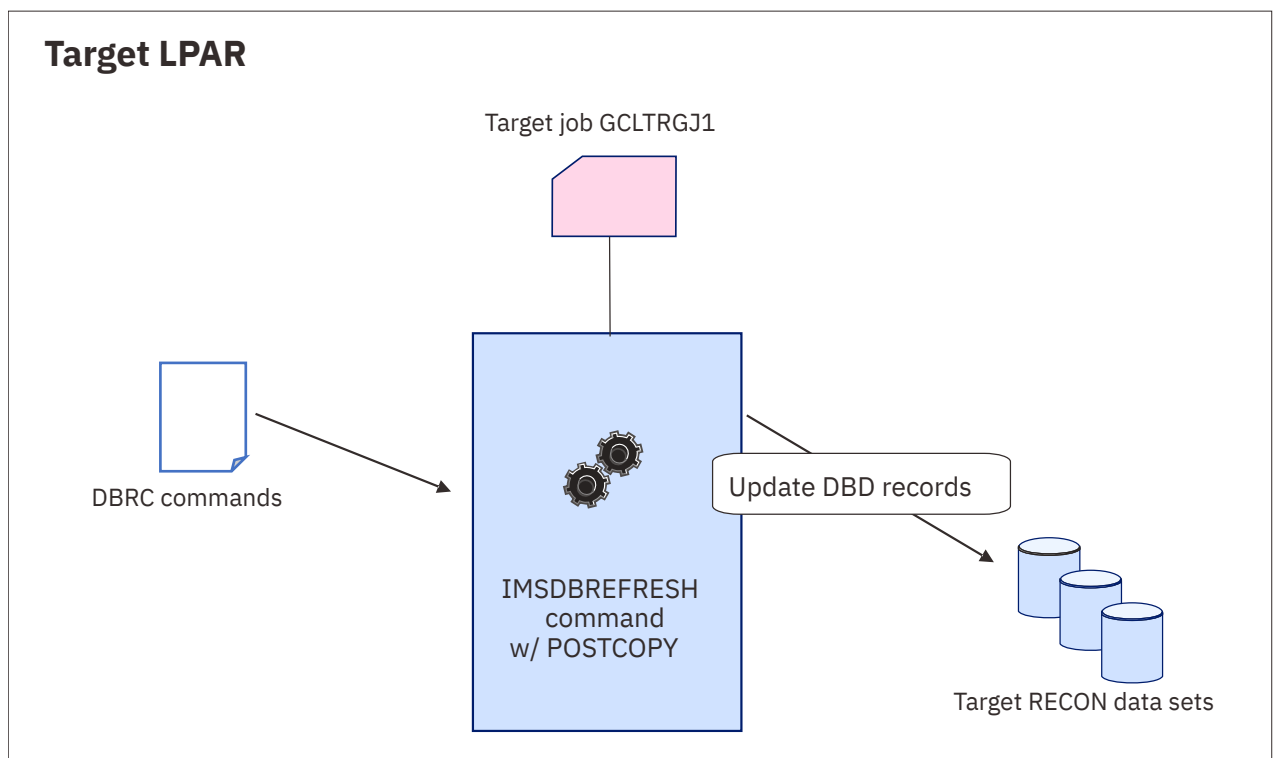 Target LPAR
Target job GCLTRGJ1
DBRC commands
Update DBD records
IMSDBREFRESH
command
w/ POSTCOPY
Target RECON data sets